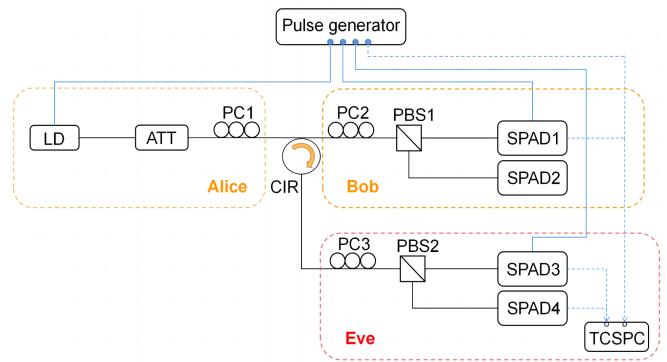 Pulse generator
PC1
PC2
PBS1
LD
ATT
SPAD1
SPAD2
Alice
CIR
Bob
PC3
PBS2
SPAD3
SPAD4
Eve
TCSPC